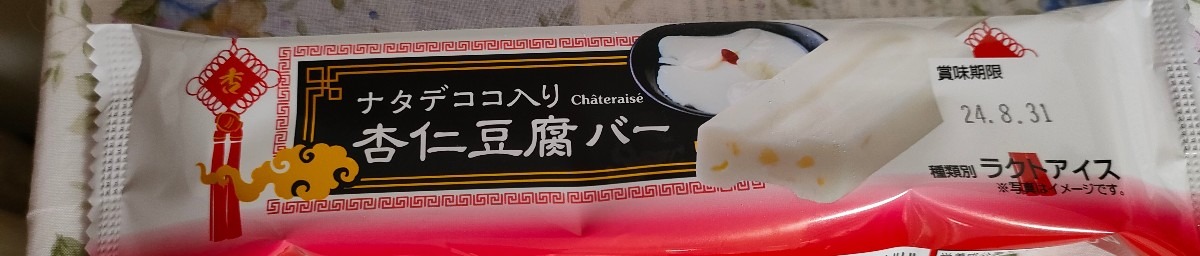 杏
ナタデココ入り Châteraisé
杏仁豆腐バー
賞味期限
24.8.31
種類別 ラクトアイス
※写真はイメージです。